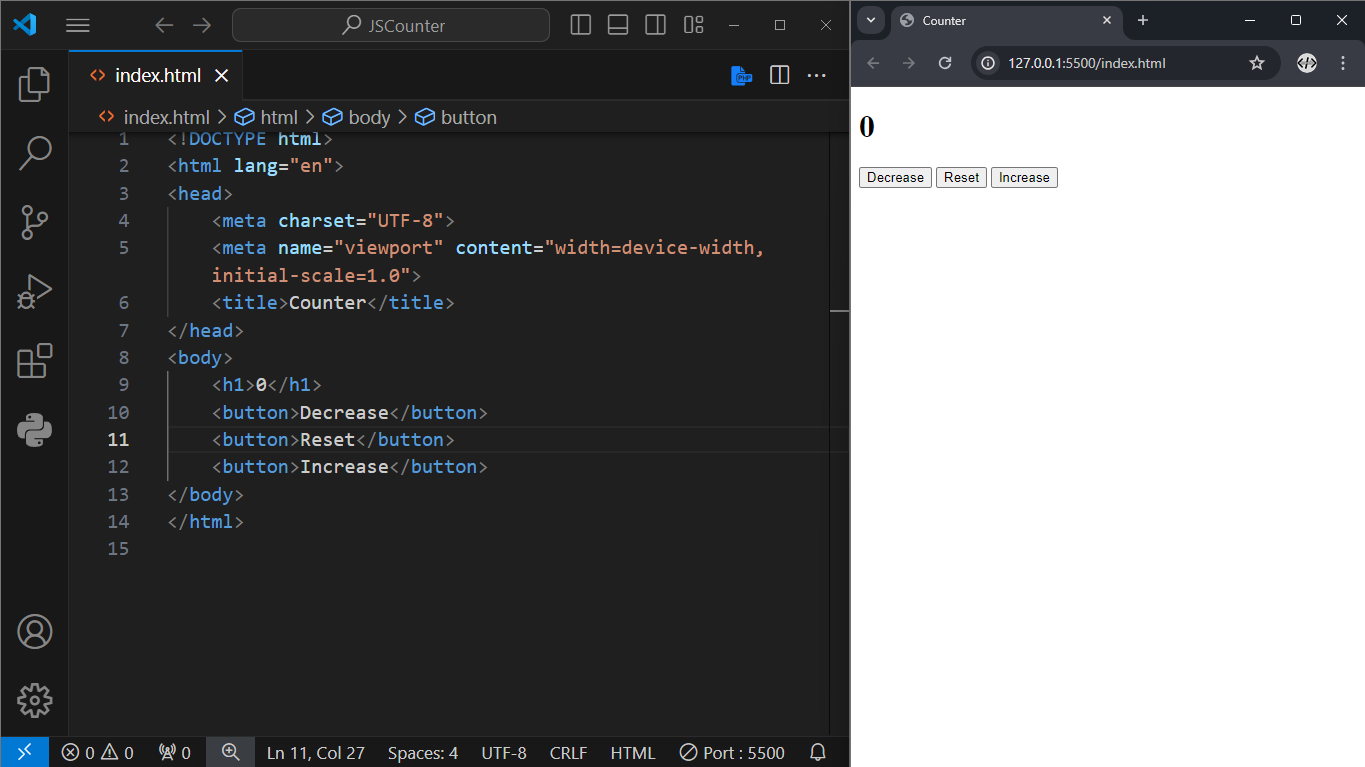 JSCounter
index.html
index.html > html > body > button
1 <!DOCTYPE html>
2 <html lang="en">
3 <head>
4 <meta charset="UTF-8">
5 <meta name="viewport" content="width=device-width,
initial-scale=1.0">
6 <title>Counter</title>
7 </head>
8 <body>
9 <h1>0</h1>
10 <button>Decrease</button>
11 <button>Reset</button>
12 <button>Increase</button>
13 </body>
14 </html>
15
0 0 0 Ln 11, Col 27 Spaces: 4 UTF-8 CRLF HTML Port : 5500
Counter
127.0.0.1:5500/index.html
0
Decrease Reset Increase